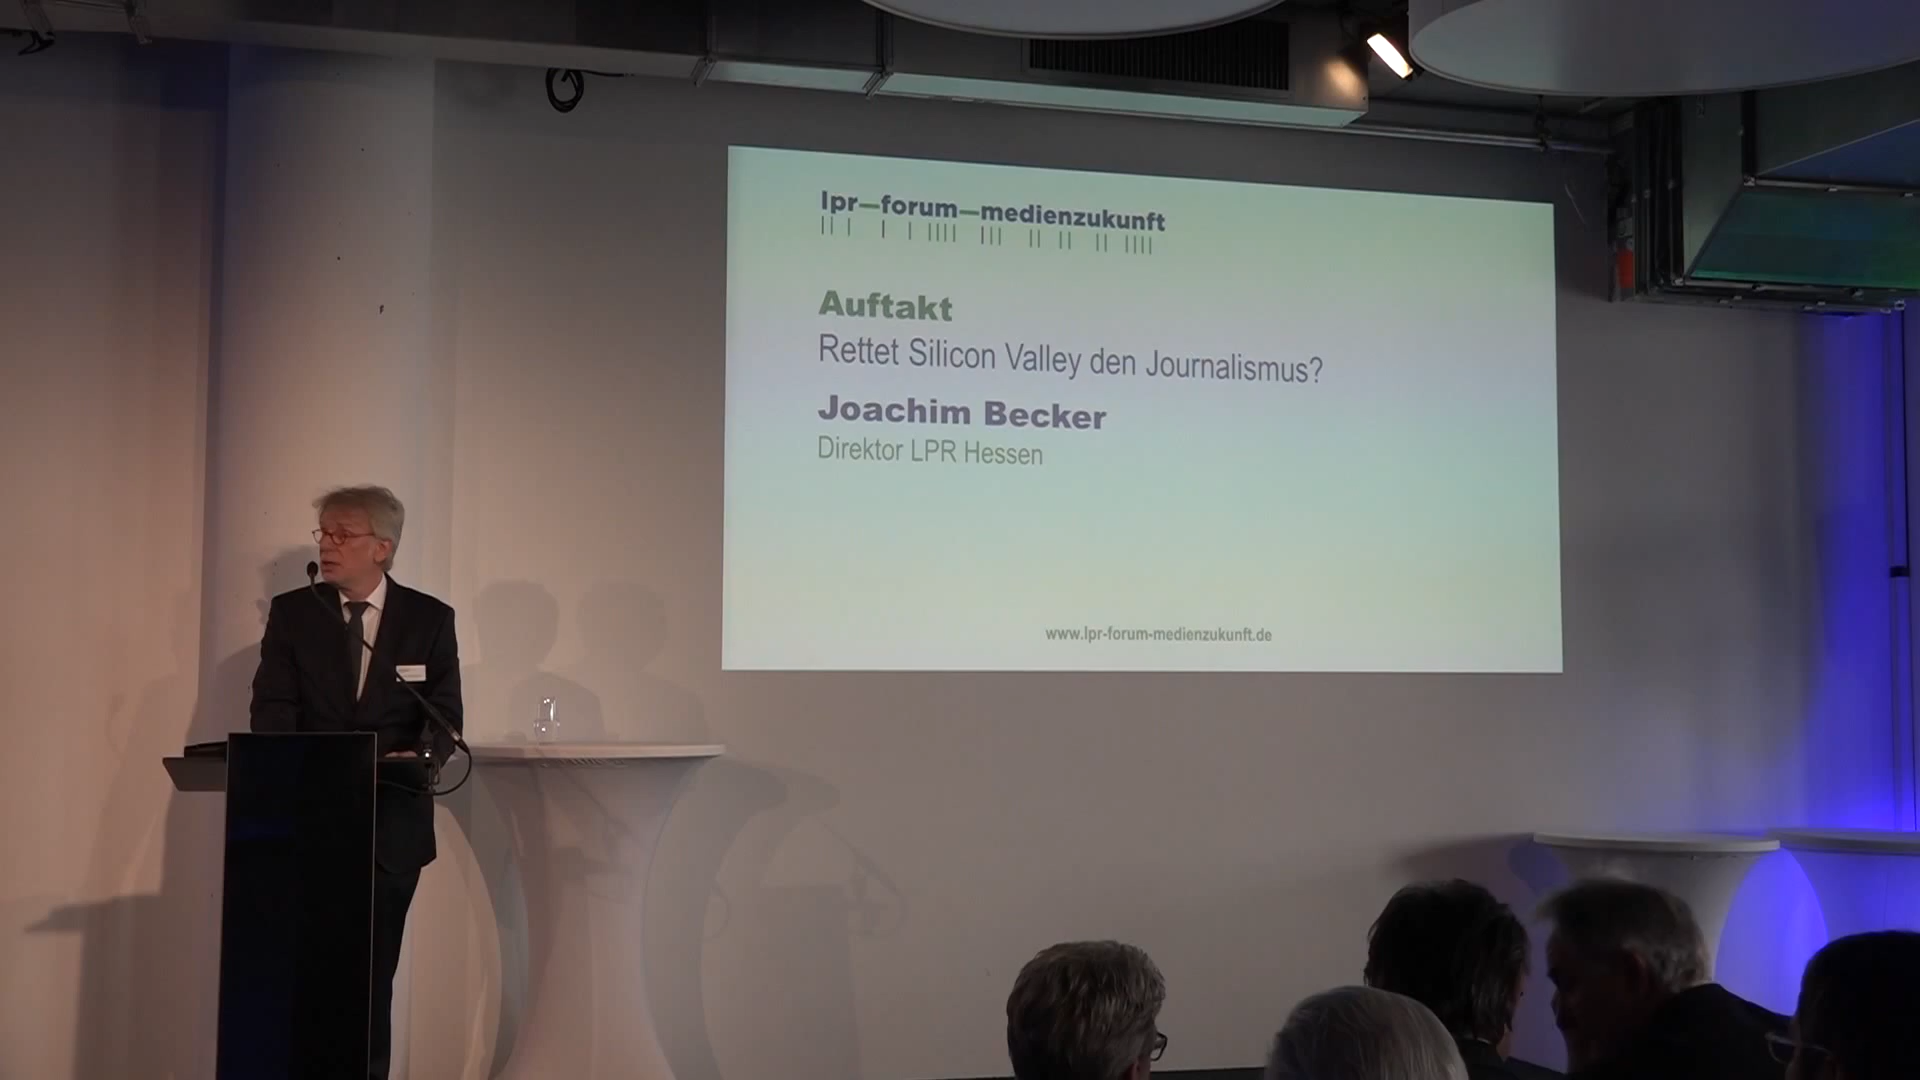 lpr–forum–medienzukunft
Auftakt
Rettet Silicon Valley den Journalismus?
Joachim Becker
Direktor LPR Hessen
www.lpr-forum-medienzukunft.de